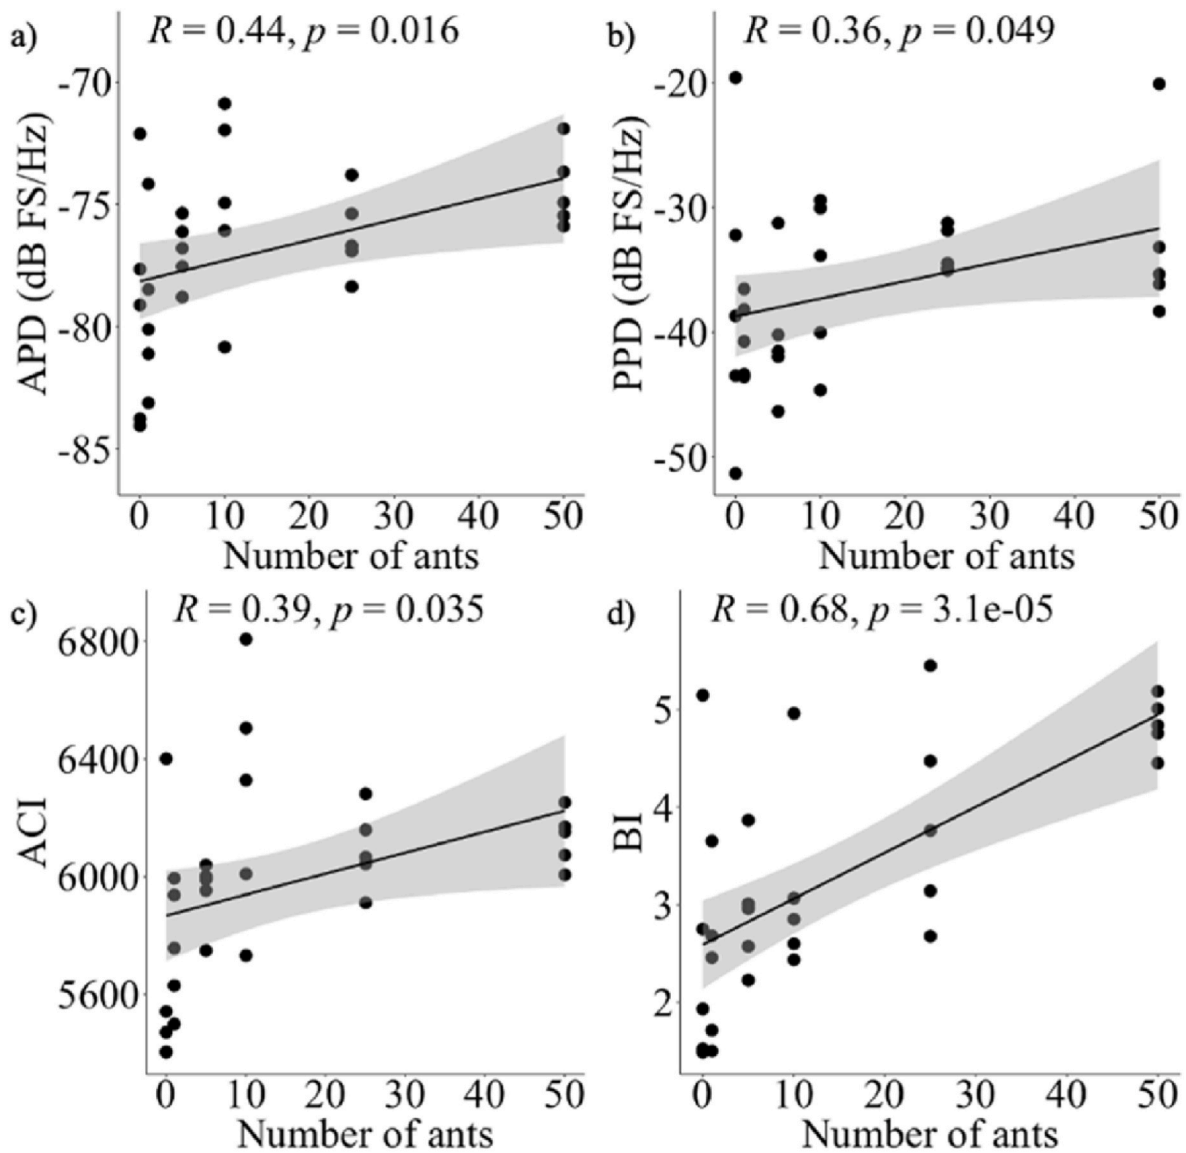 a) R = 0.44, p = 0.016
-70
-75
-80
-85
APD (dB FS/Hz)
0 10 20 30 40 50
Number of ants
b) R = 0.36, p = 0.049
-20
-30
-40
-50
PPD (dB FS/Hz)
0 10 20 30 40 50
Number of ants
c) R = 0.39, p = 0.035
6800
6400
6000
5600
ACI
0 10 20 30 40 50
Number of ants
d) R = 0.68, p = 3.1e-05
5
4
3
2
BI
0 10 20 30 40 50
Number of ants